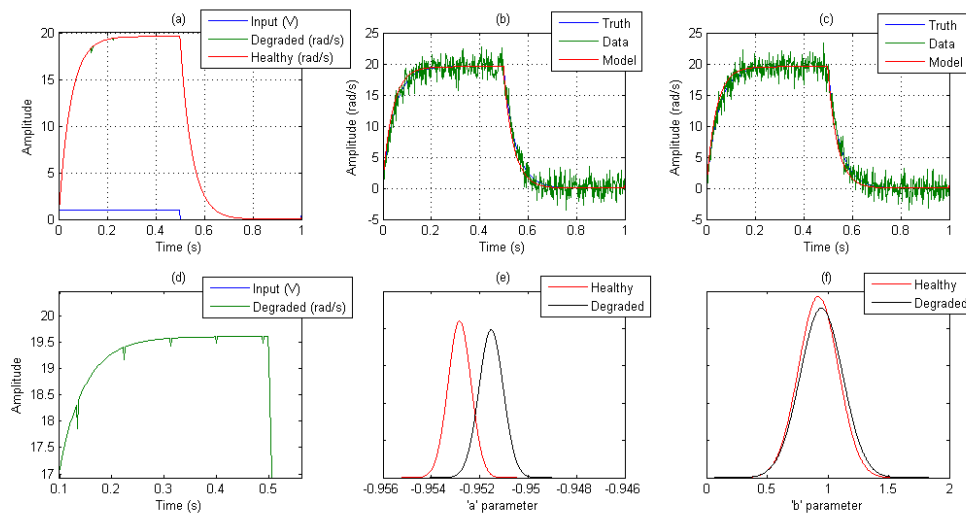 (a)
Input (V)
Degraded (rad/s)
Healthy (rad/s)
20
15
10
5
0
Amplitude
0 0.2 0.4 0.6 0.8 1
Time (s)
(b)
Truth
Data
Model
25
20
15
10
5
0
-5
Amplitude (rad/s)
0 0.2 0.4 0.6 0.8 1
Time (s)
(c)
Truth
Data
Model
25
20
15
10
5
0
-5
Amplitude (rad/s)
0 0.2 0.4 0.6 0.8 1
Time (s)
(d)
Input (V)
Degraded (rad/s)
20
19.5
19
18.5
18
17.5
17
Amplitude
0.1 0.2 0.3 0.4 0.5 0.6
Time (s)
(e)
Healthy
Degraded
-0.956 -0.954 -0.952 -0.95 -0.948 -0.946
'a' parameter
(f)
Healthy
Degraded
0 0.5 1 1.5 2
'b' parameter